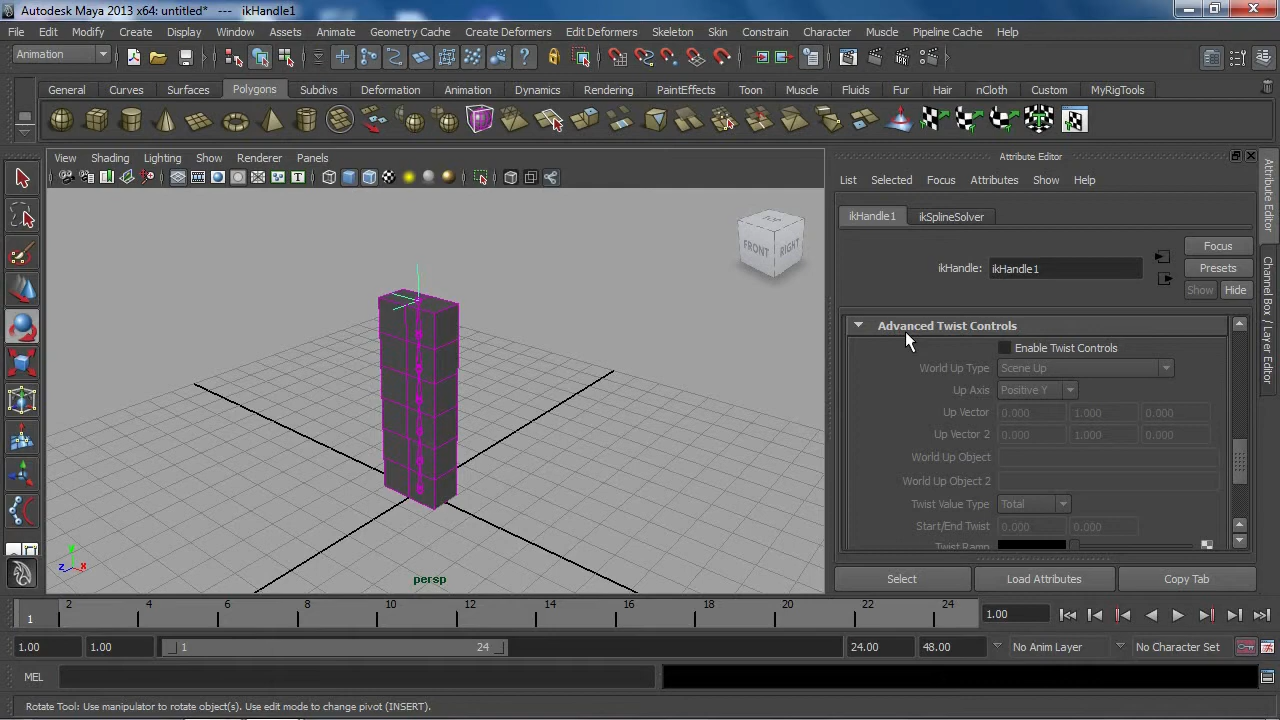 Autodesk Maya 2013 x64: untitled*   ---   ikHandle1
File Edit Modify Create Display Window Assets Animate Geometry Cache Create Deformers Edit Deformers Skeleton Skin Constrain Character Muscle Pipeline Cache Help
Animation
General Curves Surfaces Polygons Subdivs Deformation Animation Dynamics Rendering PaintEffects Toon Muscle Fluids Fur Hair nCloth Custom MyRigTools
View Shading Lighting Show Renderer Panels
Attribute Editor
List Selected Focus Attributes Show Help
ikHandle1 ikSplineSolver
ikHandle: ikHandle1
Focus
Presets
Show Hide
Advanced Twist Controls
Enable Twist Controls
World Up Type Scene Up
Up Axis Positive Y
Up Vector 0.000 1.000 0.000
Up Vector 2 0.000 1.000 0.000
World Up Object
World Up Object 2
Twist Value Type Total
Start/End Twist 0.000 0.000
Twist Ramp
Select Load Attributes Copy Tab
Attribute Editor
Channel Box / Layer Editor
TOP
FRONT RIGHT
y
z x
persp
1 2 4 6 8 10 12 14 16 18 20 22 24
1.00
1.00 1.00 1 24 24.00 48.00 No Anim Layer No Character Set
MEL
Rotate Tool: Use manipulator to rotate object(s). Use edit mode to change pivot (INSERT).